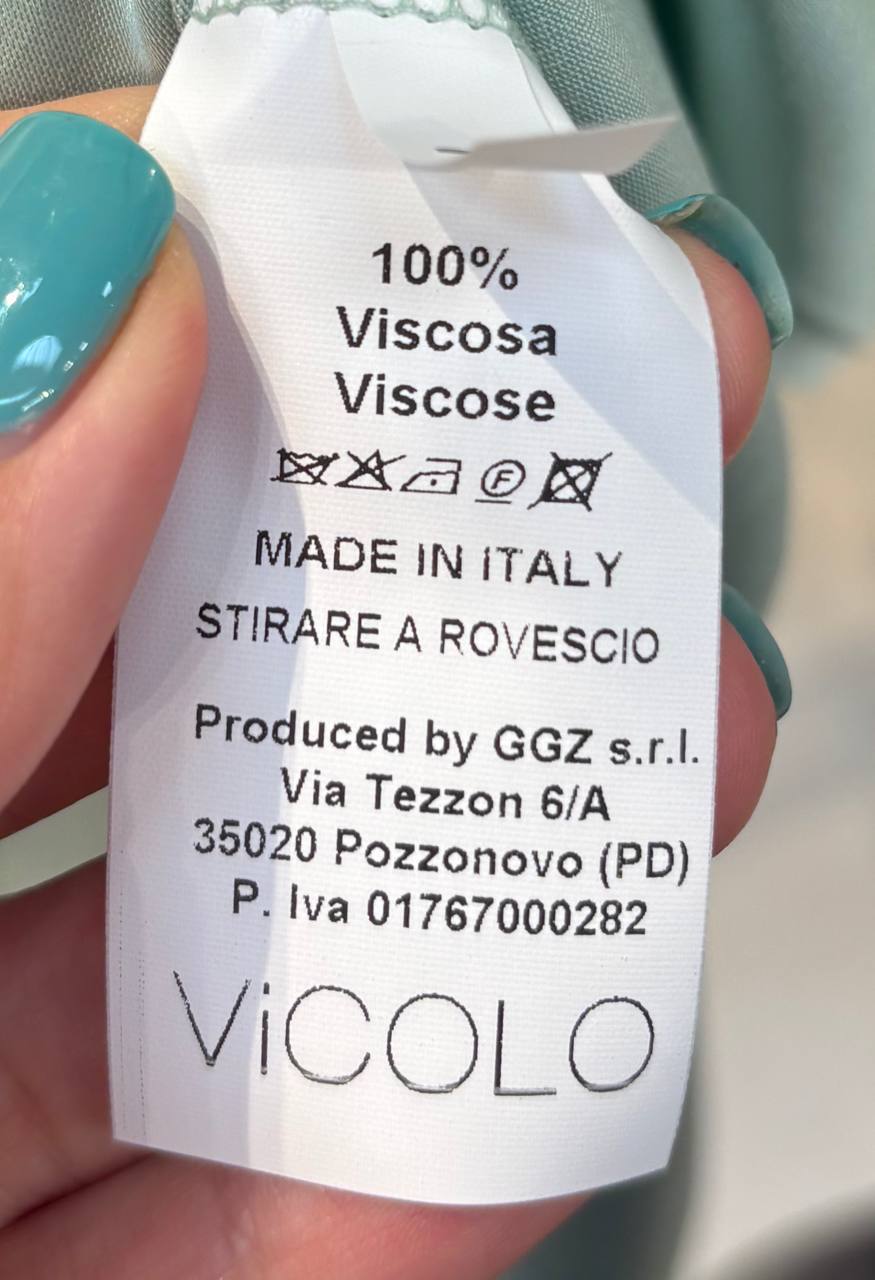 100%
Viscosa
Viscose
F
MADE IN ITALY
STIRARE A ROVESCIO
Produced by GGZ s.r.l.
Via Tezzon 6/A
35020 Pozzonovo (PD)
P. Iva 01767000282
ViCOLO